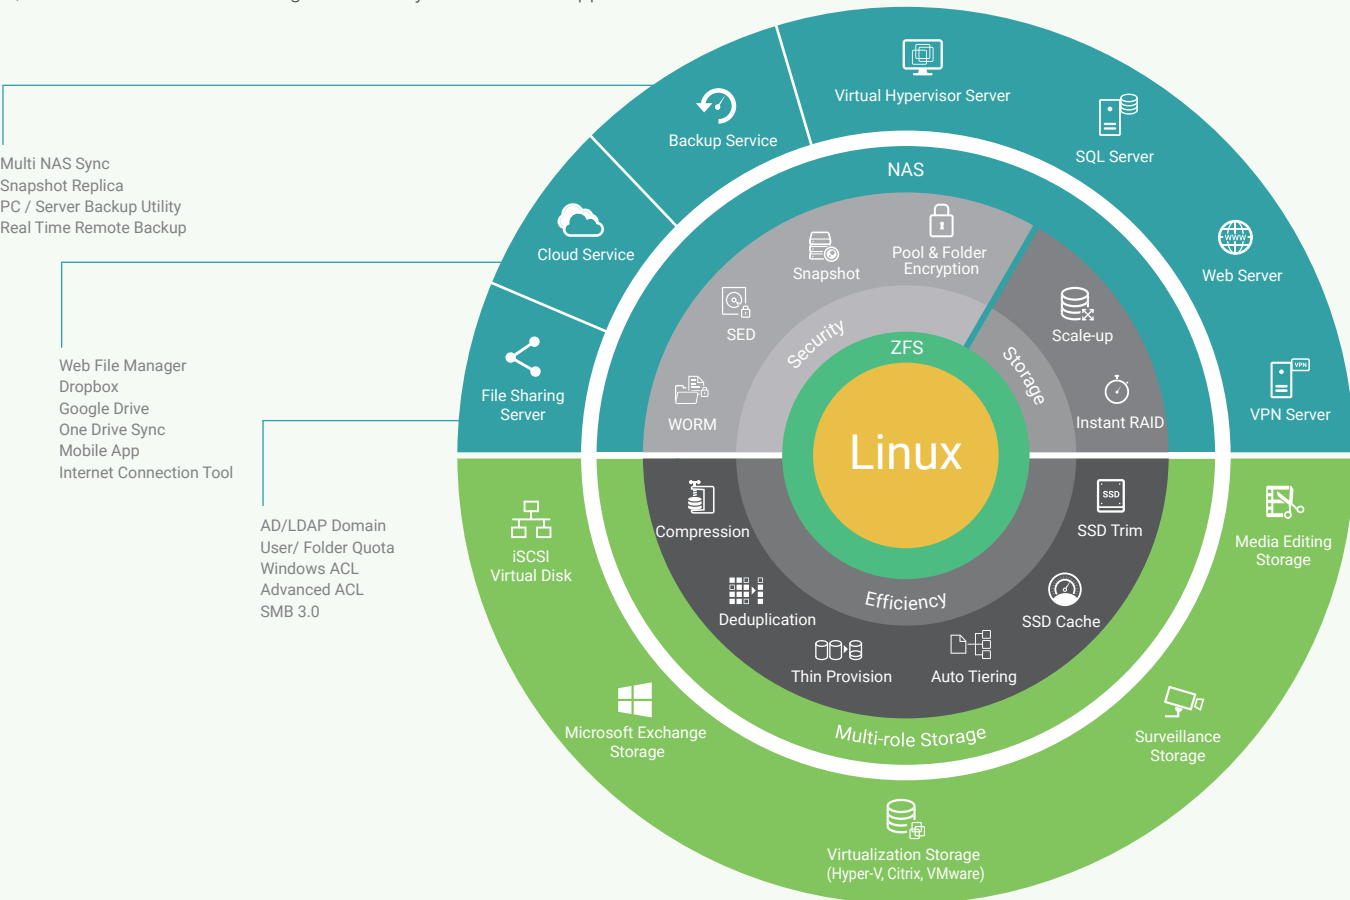 Virtual Hypervisor Server
SQL Server
Web Server
WWW
VPN
VPN Server
Backup Service
Cloud Service
File Sharing
Server
Multi NAS Sync
Snapshot Replica
PC / Server Backup Utility
Real Time Remote Backup
Web File Manager
Dropbox
Google Drive
One Drive Sync
Mobile App
Internet Connection Tool
AD/LDAP Domain
User/ Folder Quota
Windows ACL
Advanced ACL
SMB 3.0
NAS
Pool & Folder
Encryption
Snapshot
SED
WORM
Security
Storage
Scale-up
Instant RAID
ZFS
Linux
Compression
Deduplication
Thin Provision
Auto Tiering
SSD Cache
SSD
SSD Trim
Efficiency
Multi-role Storage
iSCSI
Virtual Disk
Microsoft Exchange
Storage
Virtualization Storage
(Hyper-V, Citrix, VMware)
Surveillance
Storage
Media Editing
Storage